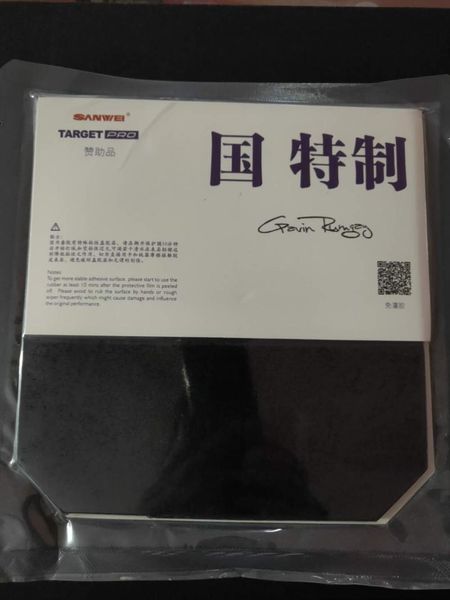 SANWEI®
TARGET PRO
赞助品
国 特制
Gavin Rumgay
Notes:
To get more stable adhesive surface, please start to use the
rubber at least 10 mins after the protective film is peeled
off. Please avoid to rub the surface by hands or rough
wiper frequently which might cause damage and influence
the original performance.
免灌胶